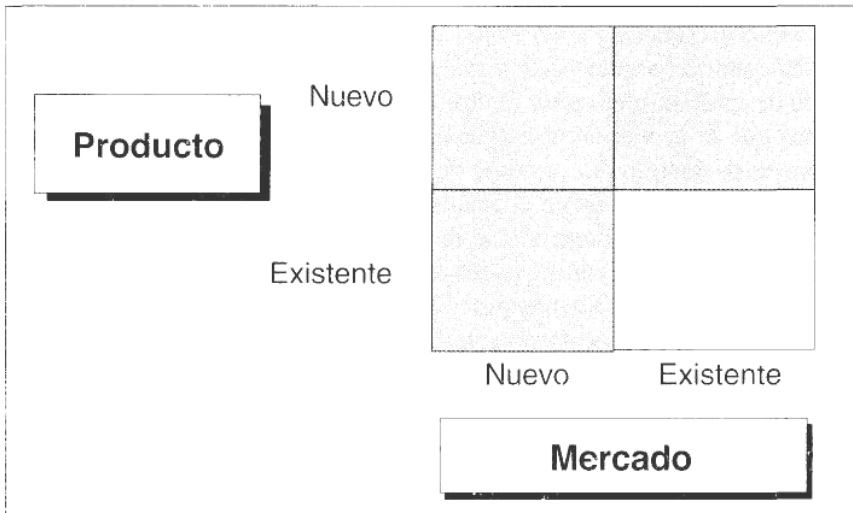 Nuevo
Producto
Existente
Nuevo Existente
Mercado